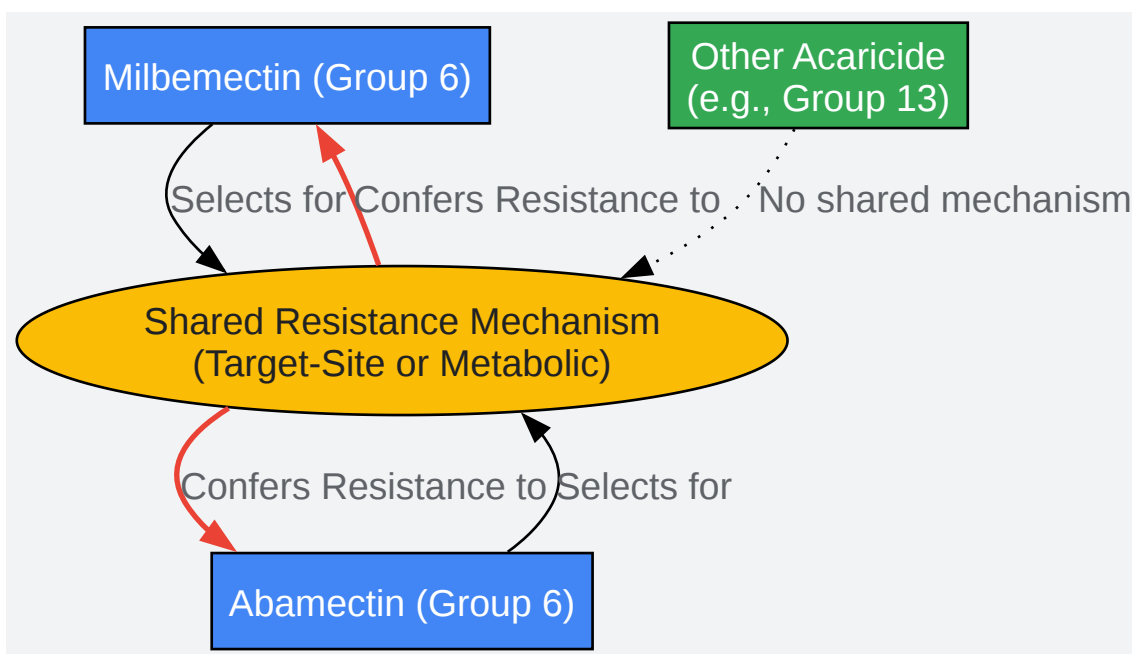 Milbemectin (Group 6)
Other Acaricide
(e.g., Group 13)
Selects for
Confers Resistance to
No shared mechanism
Shared Resistance Mechanism
(Target-Site or Metabolic)
Confers Resistance to
Selects for
Abamectin (Group 6)